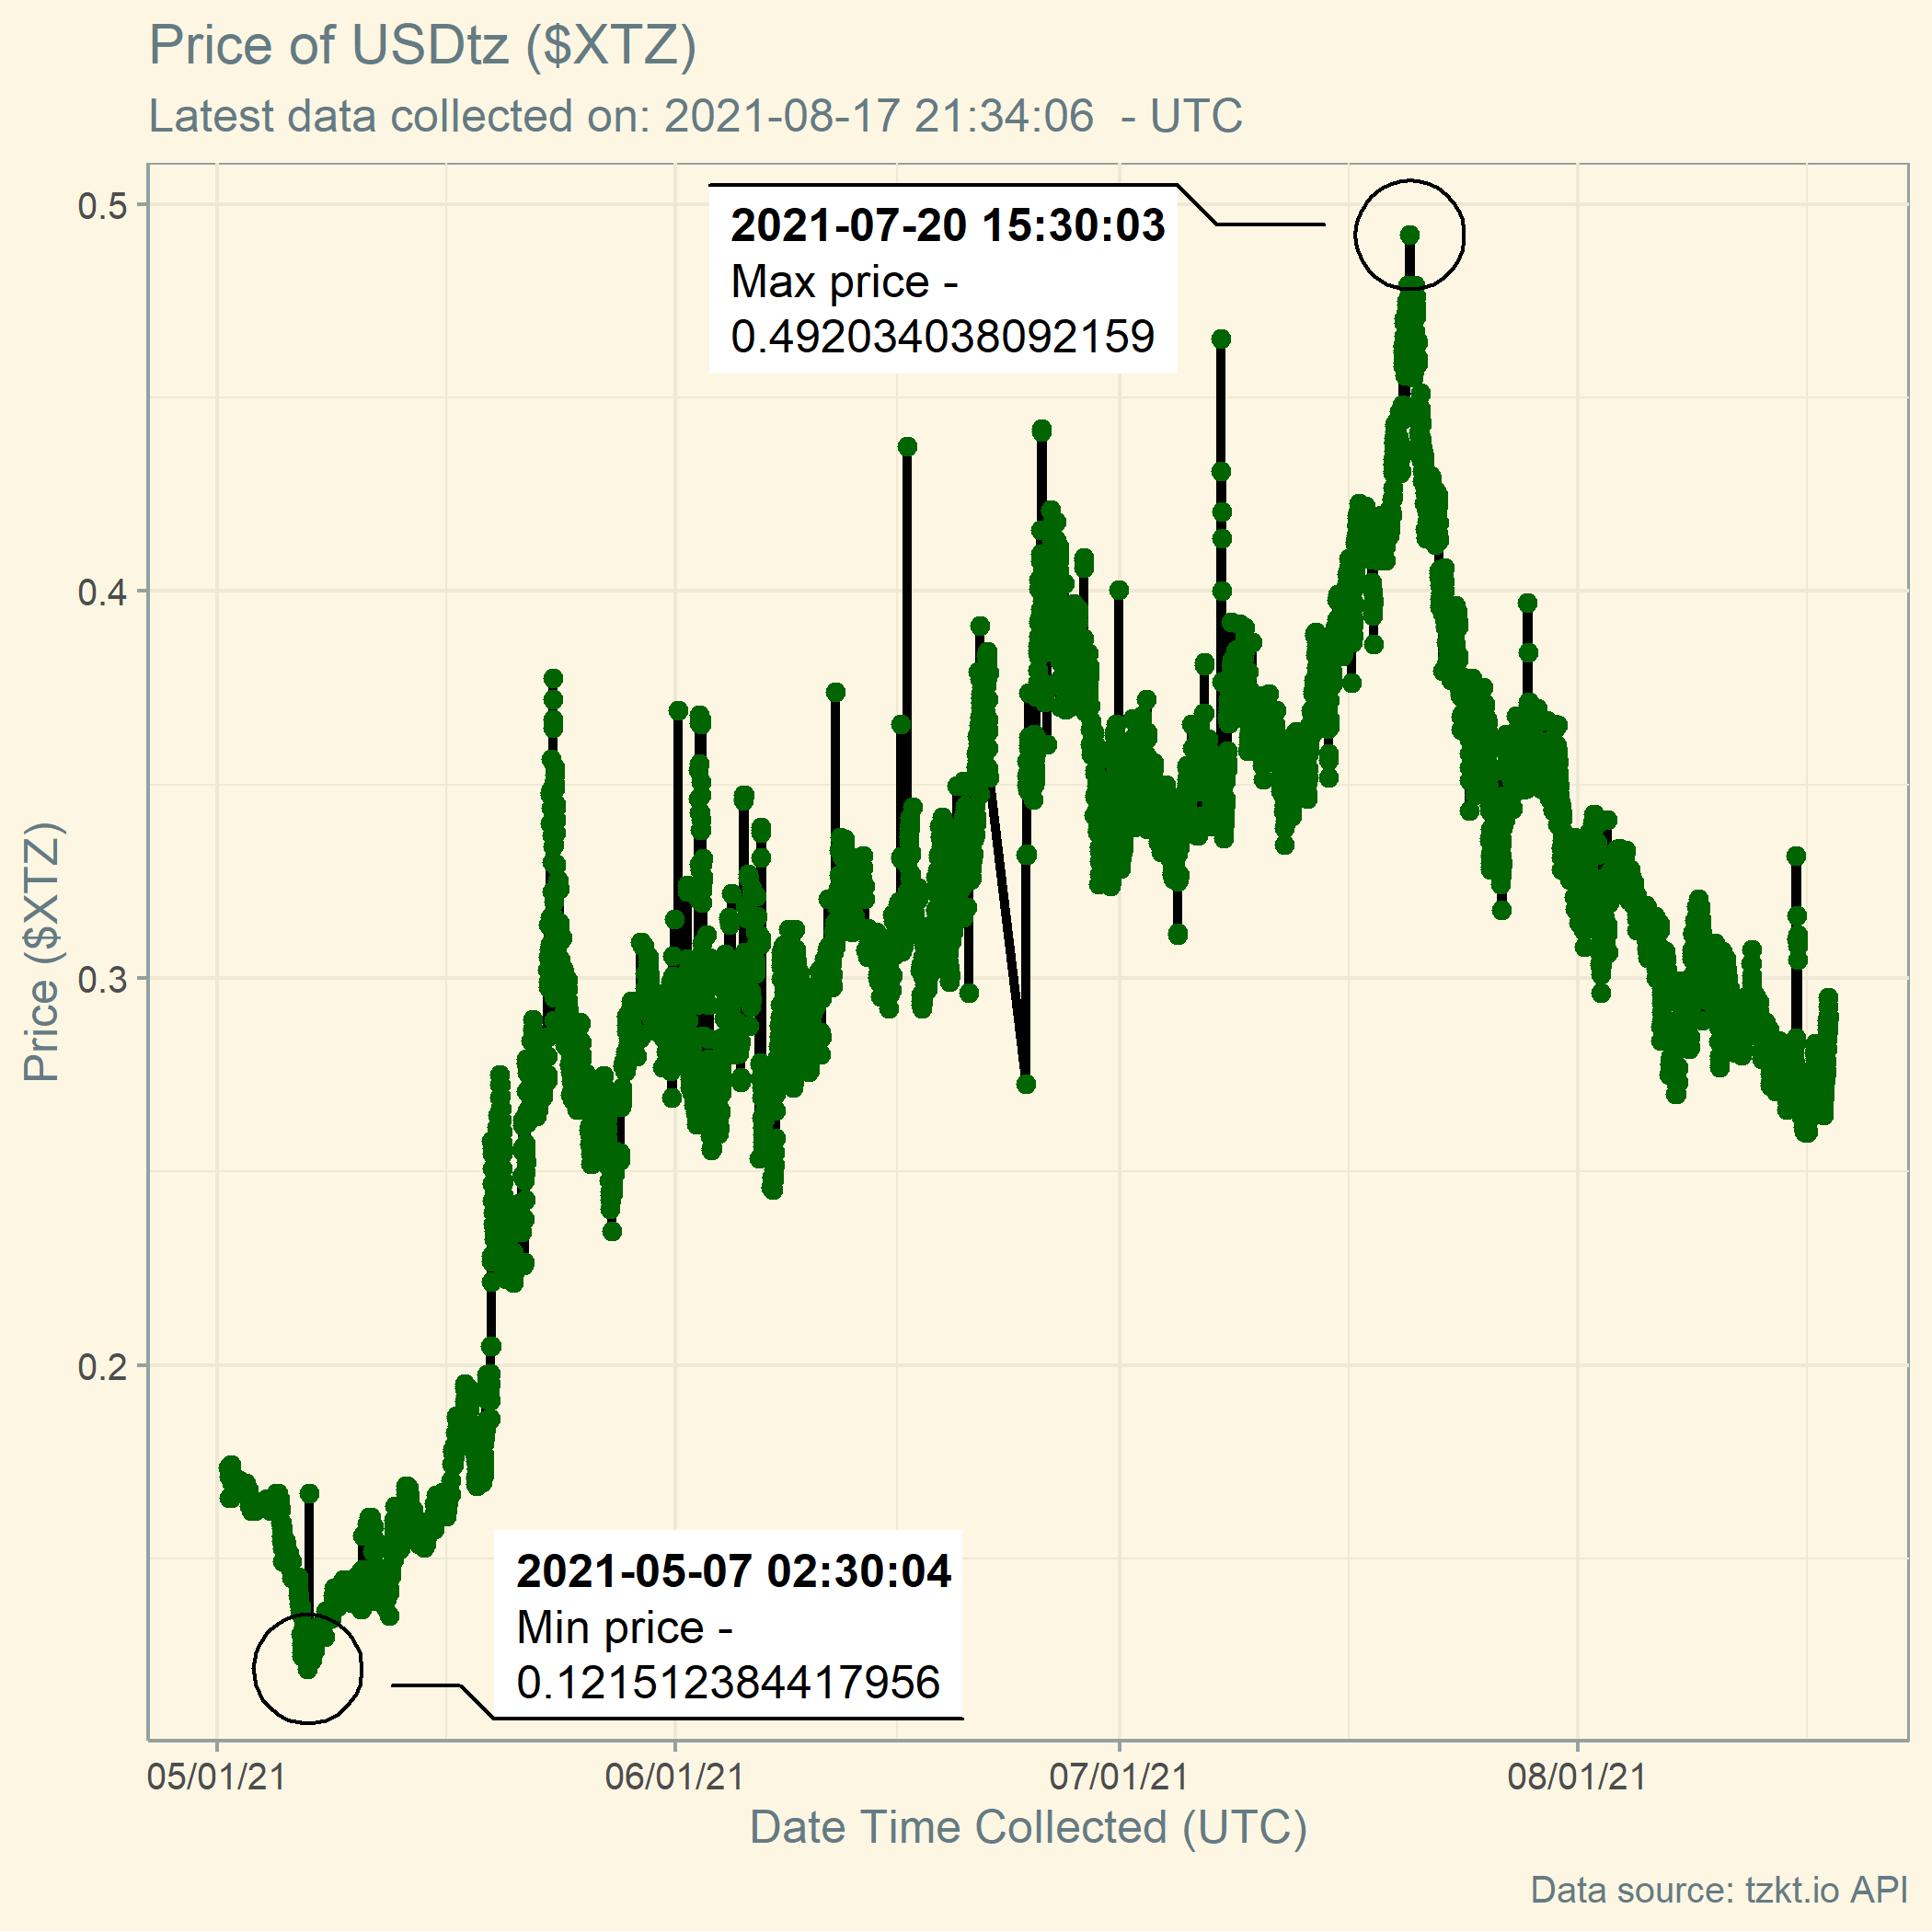 Price of USDtz ($XTZ)
Latest data collected on: 2021-08-17 21:34:06  - UTC
0.5
2021-07-20 15:30:03
Max price -
0.492034038092159
0.4
Price ($XTZ)
0.3
0.2
2021-05-07 02:30:04
Min price -
0.121512384417956
05/01/21
06/01/21
07/01/21
08/01/21
Date Time Collected (UTC)
Data source: tzkt.io API